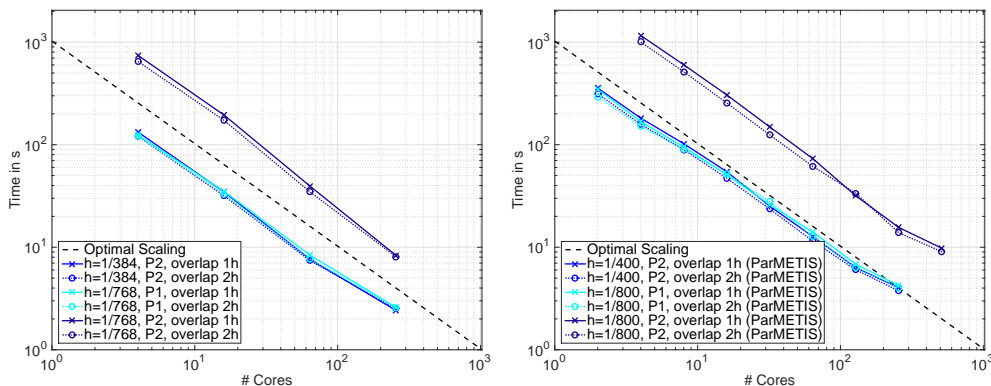 10³
10²
10¹
10⁰
Time in s
Optimal Scaling
h=1/384, P2, overlap 1h
h=1/384, P2, overlap 2h
h=1/768, P1, overlap 1h
h=1/768, P1, overlap 2h
h=1/768, P2, overlap 1h
h=1/768, P2, overlap 2h
10⁰ 10¹ 10² 10³
# Cores
10³
10²
10¹
10⁰
Time in s
Optimal Scaling
h=1/400, P2, overlap 1h (ParMETIS)
h=1/400, P2, overlap 2h (ParMETIS)
h=1/800, P1, overlap 1h (ParMETIS)
h=1/800, P1, overlap 2h (ParMETIS)
h=1/800, P2, overlap 1h (ParMETIS)
h=1/800, P2, overlap 2h (ParMETIS)
10⁰ 10¹ 10² 10³
# Cores